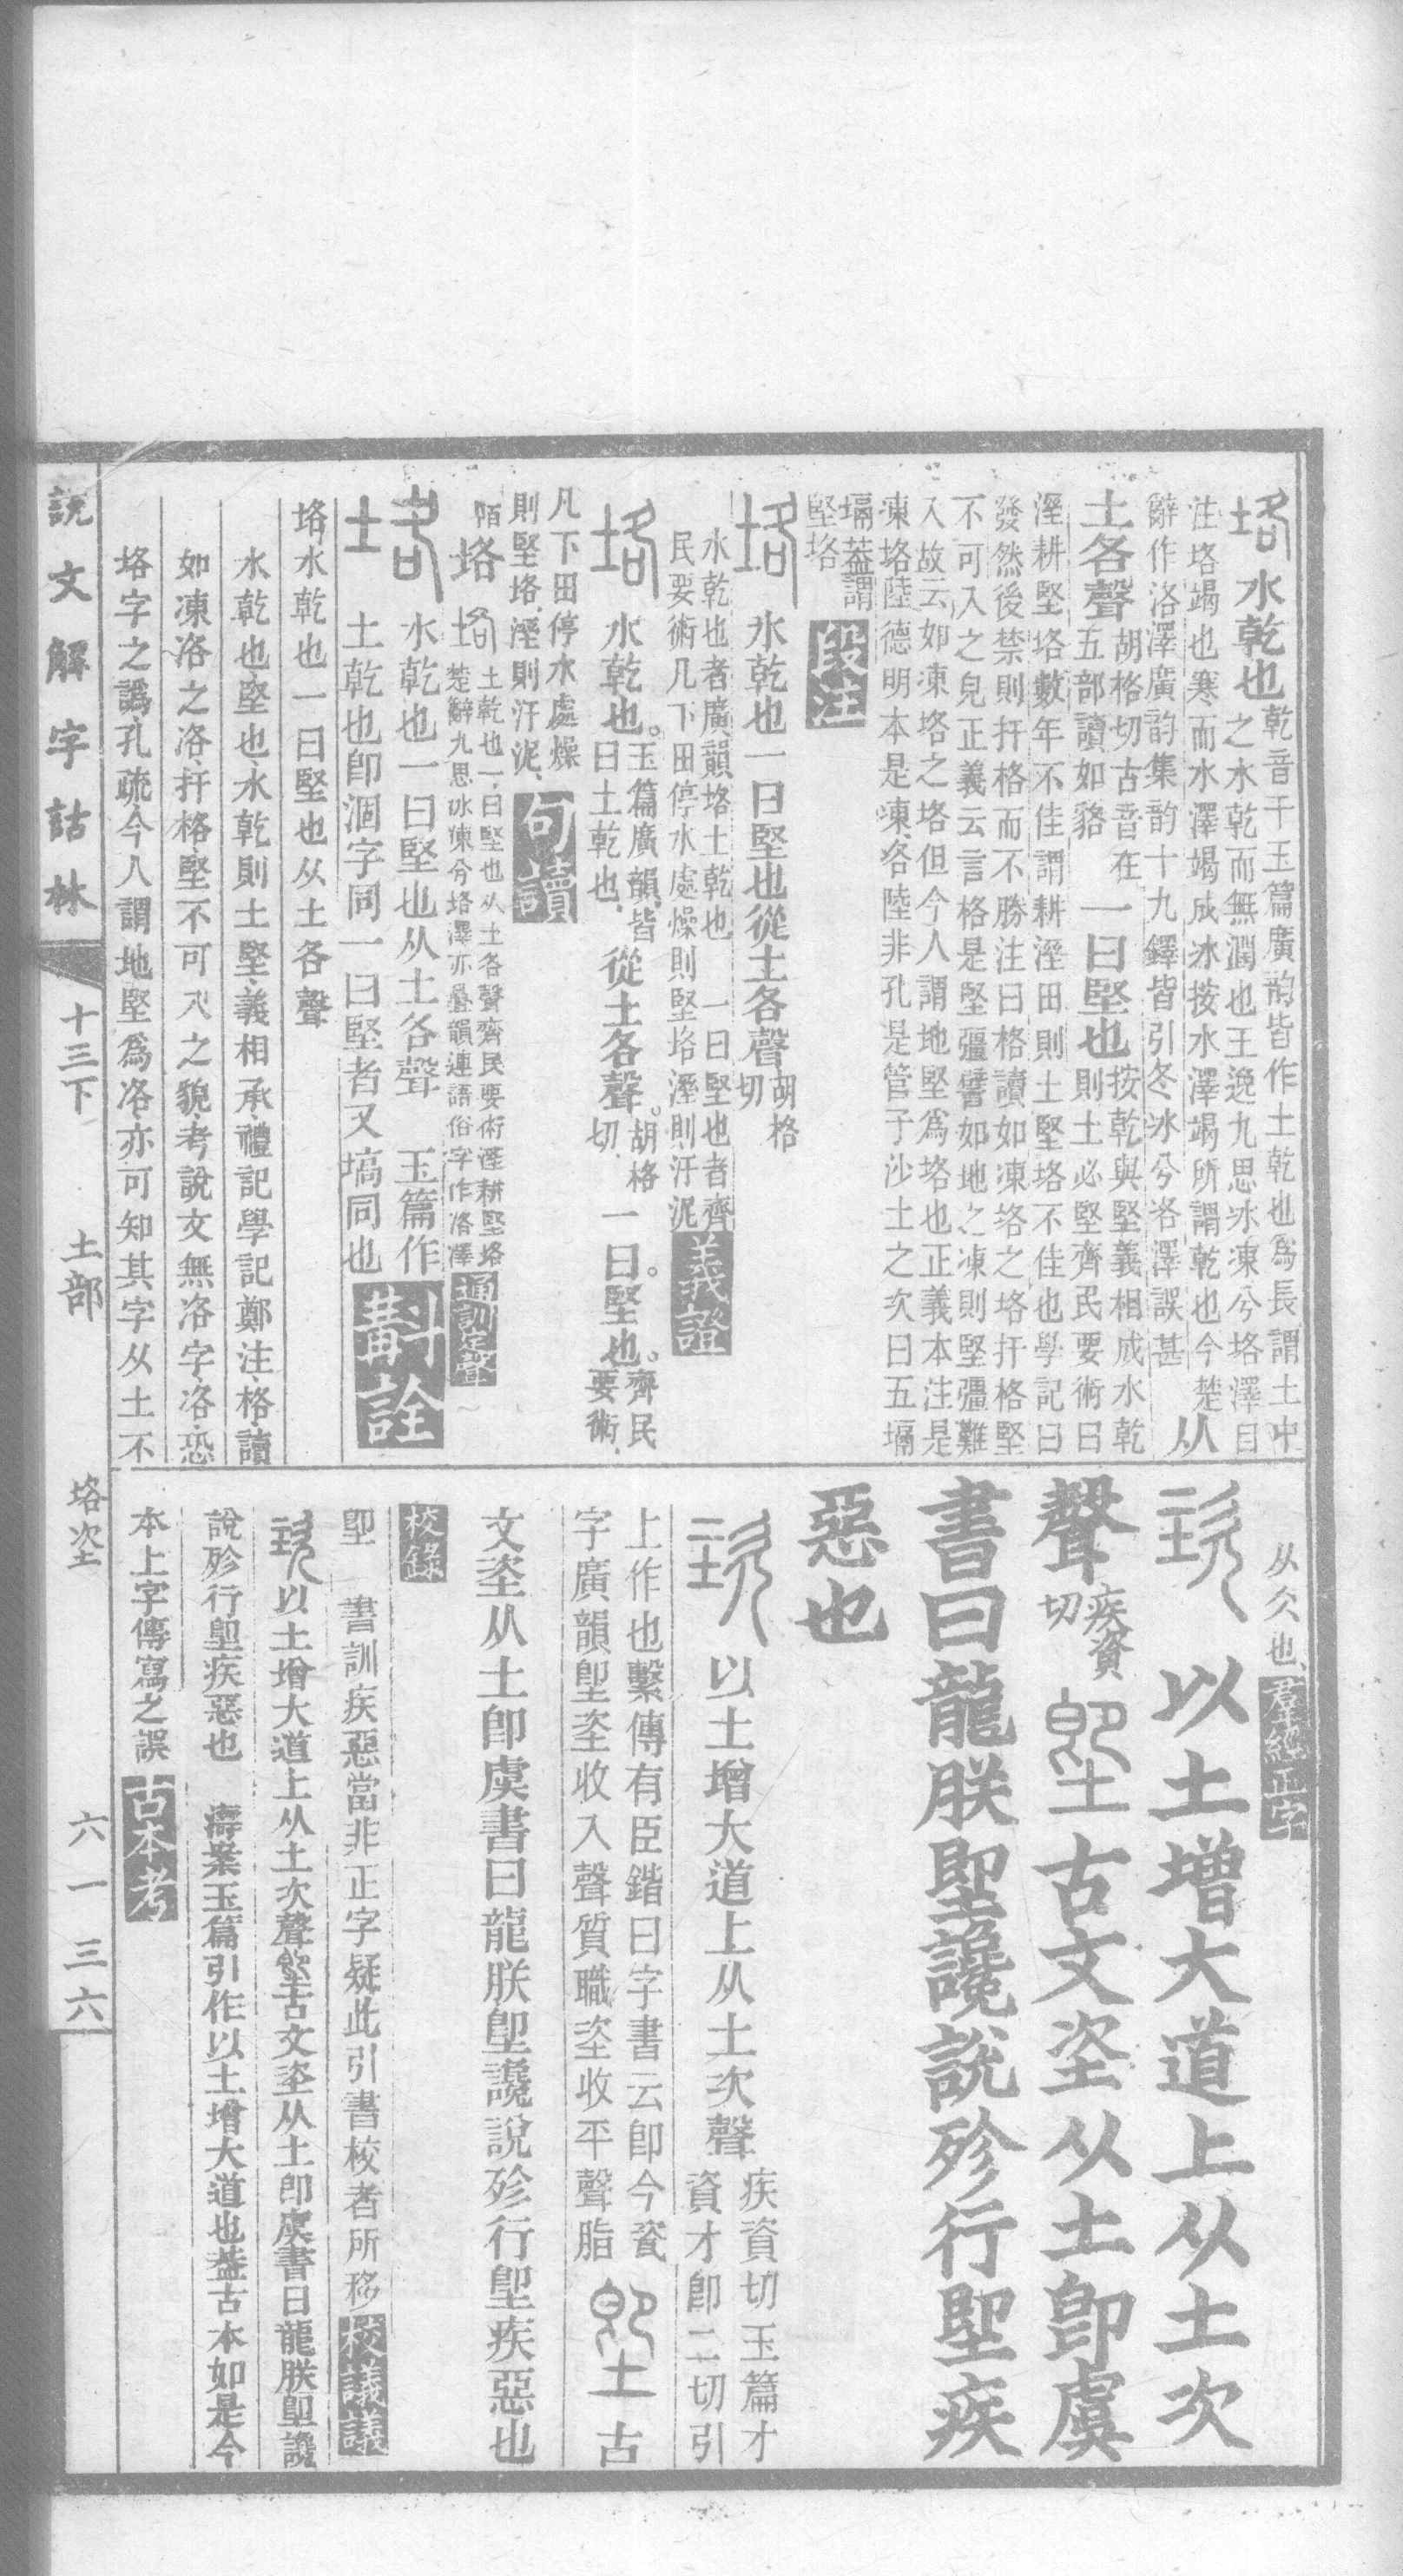 垎水乾也乾音干玉篇廣韵皆作土乾也爲長謂土中
之水乾而無潤也王逸九思冰凍兮垎澤自
注垎竭也寒而水澤竭成冰按水澤竭所謂乾也今楚
辭作洛澤廣韵集韵十九鐸皆引冬冰兮洛澤誤甚从
土各聲胡格切古音在五部讀如貉一曰堅也按乾與堅義相成水乾則土必堅齊民要術曰
溼耕堅垎數年不佳謂耕溼田則土堅垎不佳也學記曰
發然後禁則扞格而不勝注曰格讀如凍垎之垎扞格堅
不可入之皃正義云言格是堅彊譬如地之凍則堅彊難
入故云如凍垎之垎但今人謂地堅爲垎也正義本注是
凍垎陸德明本是凍洛陸非孔是管子沙土之次曰五塥
塥蓋謂堅垎
段注
垎水乾也一曰堅也從土各聲胡格切
水乾也者廣韻垎土乾也 一曰堅也者齊
民要術凡下田停水處燥則堅垎溼則汙泥
義證
垎水乾也。玉篇廣韻皆曰土乾也從土各聲。胡格切一曰。堅也。齊民要術
凡下田停水處燥
則堅垎溼則汙泥
句讀
垎土乾也一曰堅也从土各聲齊民要術溼耕堅垎
楚辭九思冰凍兮垎澤亦疊韻連語俗字作洛澤
通訓定聲
垎 水乾也一曰堅也从土各聲 玉篇作
土乾也卽涸字同一曰堅者又塙同也
斠詮
垎水乾也一曰堅也从土各聲
水乾也堅也水乾則土堅義相承禮記學記鄭注格讀
如凍洛之洛扞格堅不可入之貌考說文無洛字洛恐
垎字之譌孔疏今人謂地堅爲洛亦可知其字从土不
从仌也
羣經正字
垐 以土增大道上从土次
聲疾資切 堲 古文垐从土卽虞
書曰龍朕堲讒說殄行堲疾
惡也
垐 以土增大道上从土次聲疾資切玉篇才資才卽二切引
上作也繫傳有臣鍇曰字書云卽今瓷
字廣韻堲垐收入聲質職垐收平聲脂 堲 古
文垐从土卽虞書曰龍朕堲讒說殄行堲疾惡也
校錄
堲 書訓疾惡當非正字疑此引書校者所移
校議議
垐以土增大道上从土次聲堲古文垐从土卽虞書曰龍朕堲讒
說殄行堲疾惡也 濤案玉篇引作以土增大道也蓋古本如是今
本上字傳寫之誤
古本考
說文解字詁林
十三下 土部 垎垐
六一三六